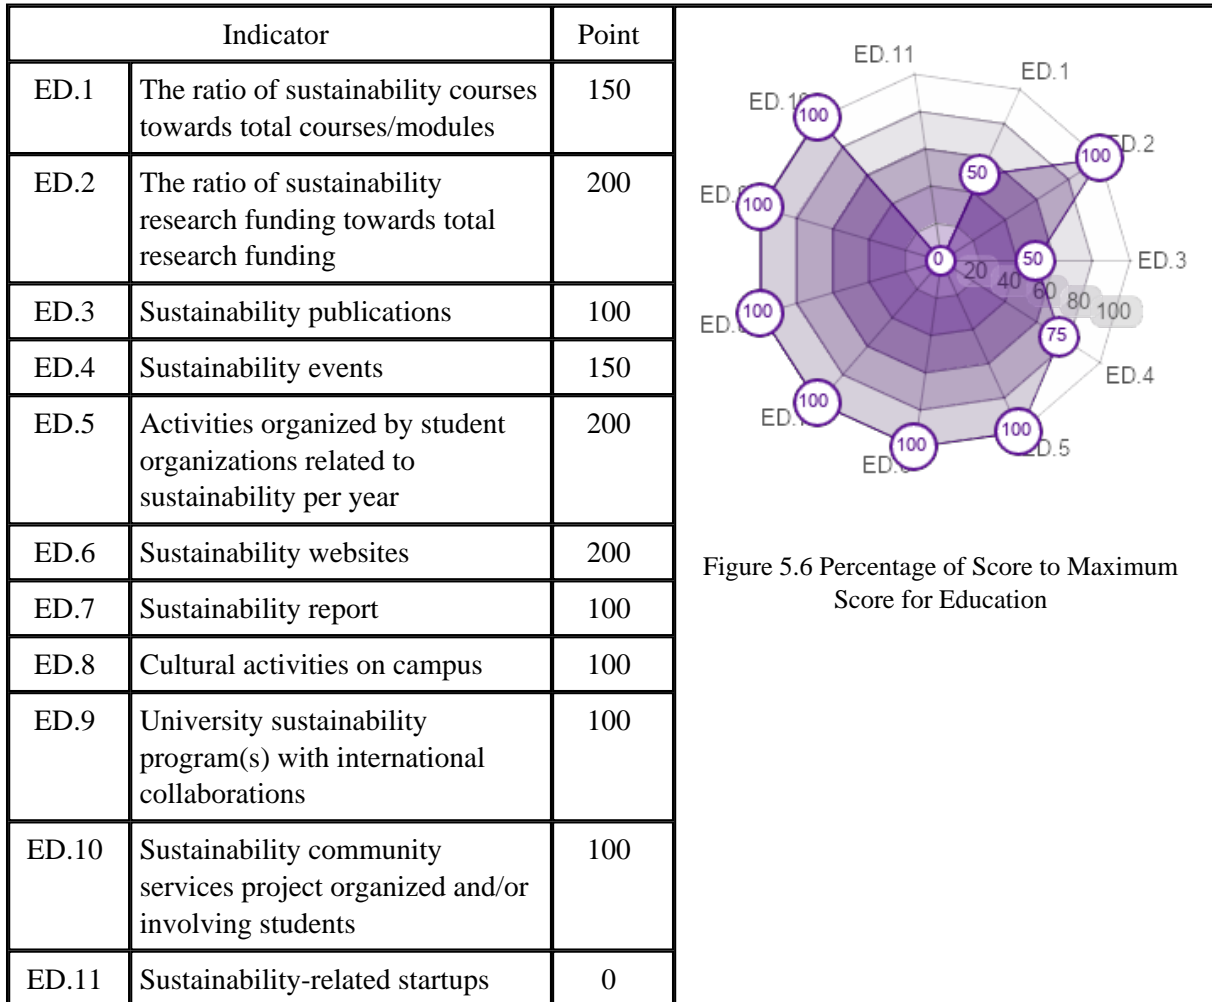 Indicator Point
ED.1 The ratio of sustainability courses 150
towards total courses/modules
ED.2 The ratio of sustainability 200
research funding towards total
research funding
ED.3 Sustainability publications 100
ED.4 Sustainability events 150
ED.5 Activities organized by student 200
organizations related to
sustainability per year
ED.6 Sustainability websites 200
ED.7 Sustainability report 100
ED.8 Cultural activities on campus 100
ED.9 University sustainability 100
program(s) with international
collaborations
ED.10 Sustainability community 100
services project organized and/or
involving students
ED.11 Sustainability-related startups 0
ED.11
ED.1
100
100
50
100
0
50
ED.3
20
40
60
80
100
100
75
ED.4
100
100
100
Figure 5.6 Percentage of Score to Maximum
Score for Education